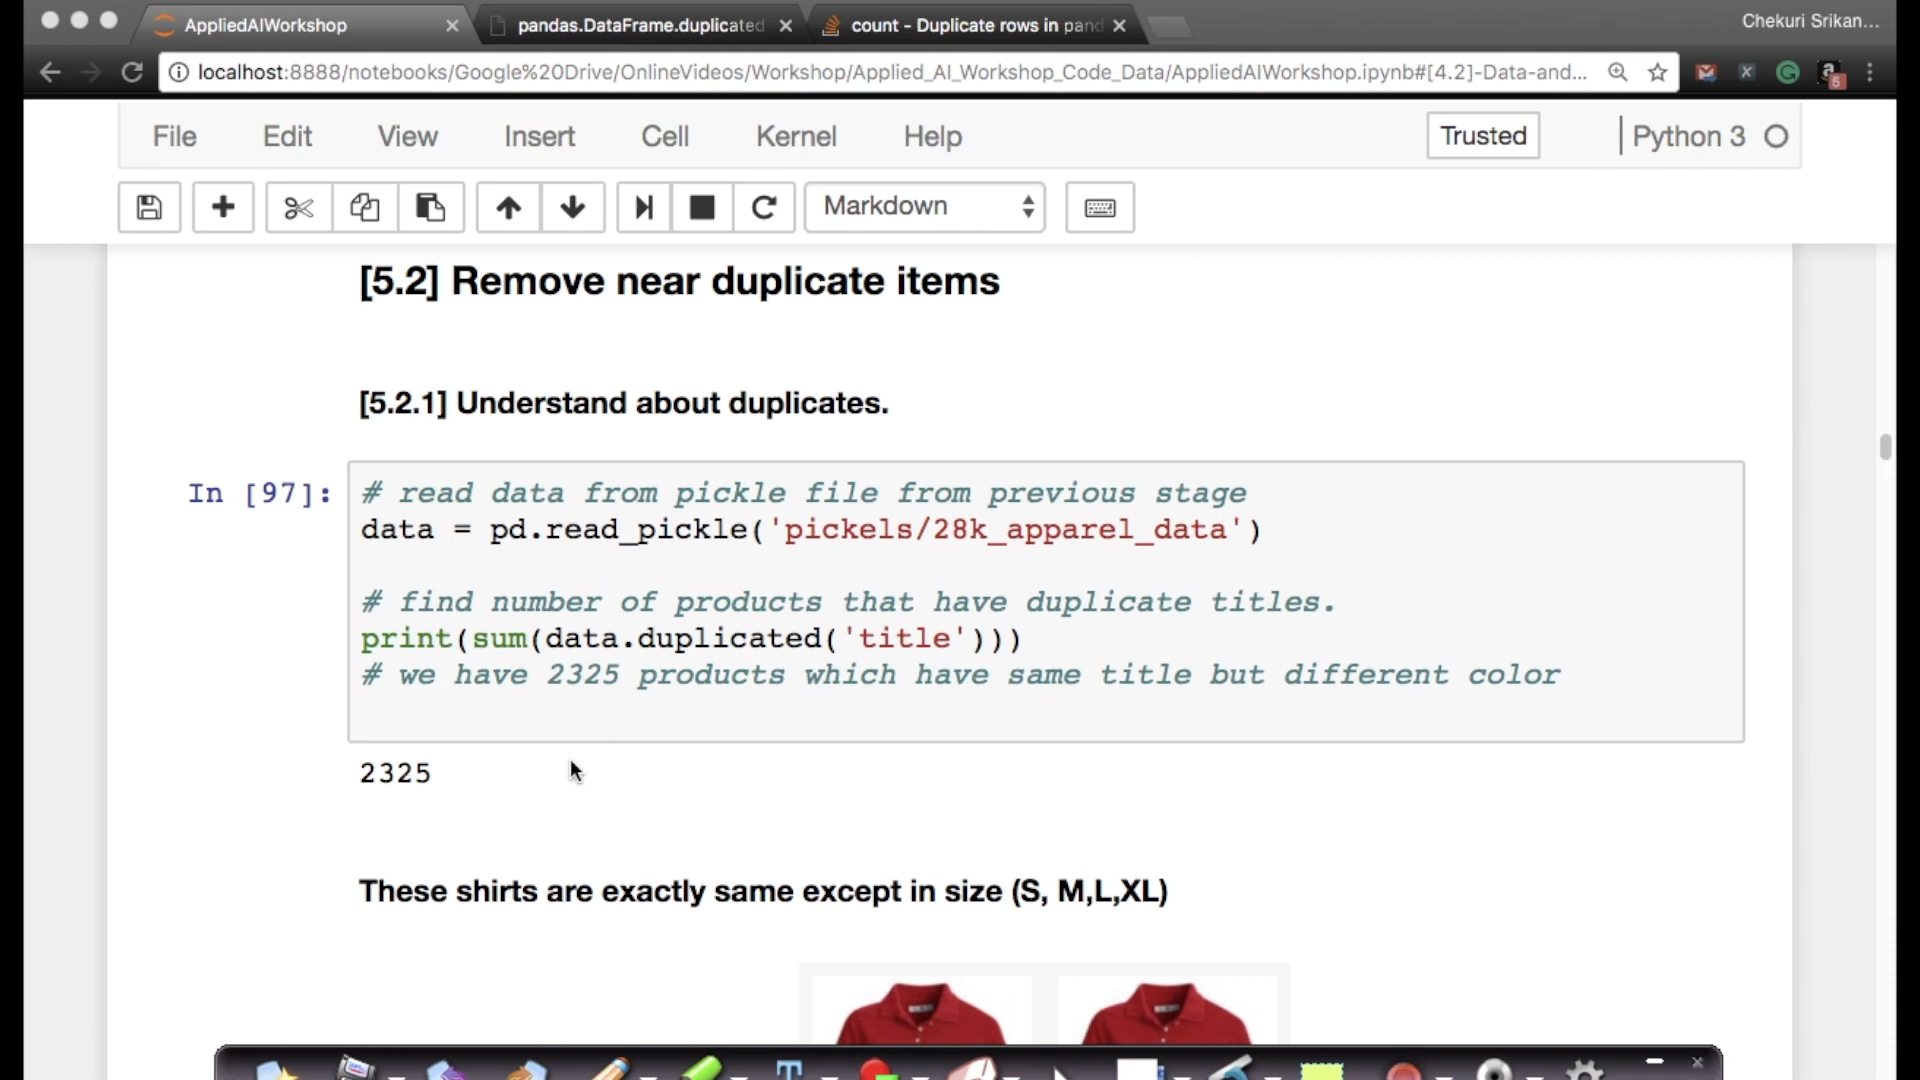 AppliedAIWorkshop
pandas.DataFrame.duplicated
count - Duplicate rows in pand
Chekuri Srikan...
localhost:8888/notebooks/Google%20Drive/OnlineVideos/Workshop/Applied_AI_Workshop_Code_Data/AppliedAIWorkshop.ipynb#[4.2]-Data-and...
5
File Edit View Insert Cell Kernel Help
Trusted
Python 3
Markdown
[5.2] Remove near duplicate items
[5.2.1] Understand about duplicates.
In [97]:
# read data from pickle file from previous stage
data = pd.read_pickle('pickels/28k_apparel_data')
# find number of products that have duplicate titles.
print(sum(data.duplicated('title')))
# we have 2325 products which have same title but different color
2325
These shirts are exactly same except in size (S, M,L,XL)